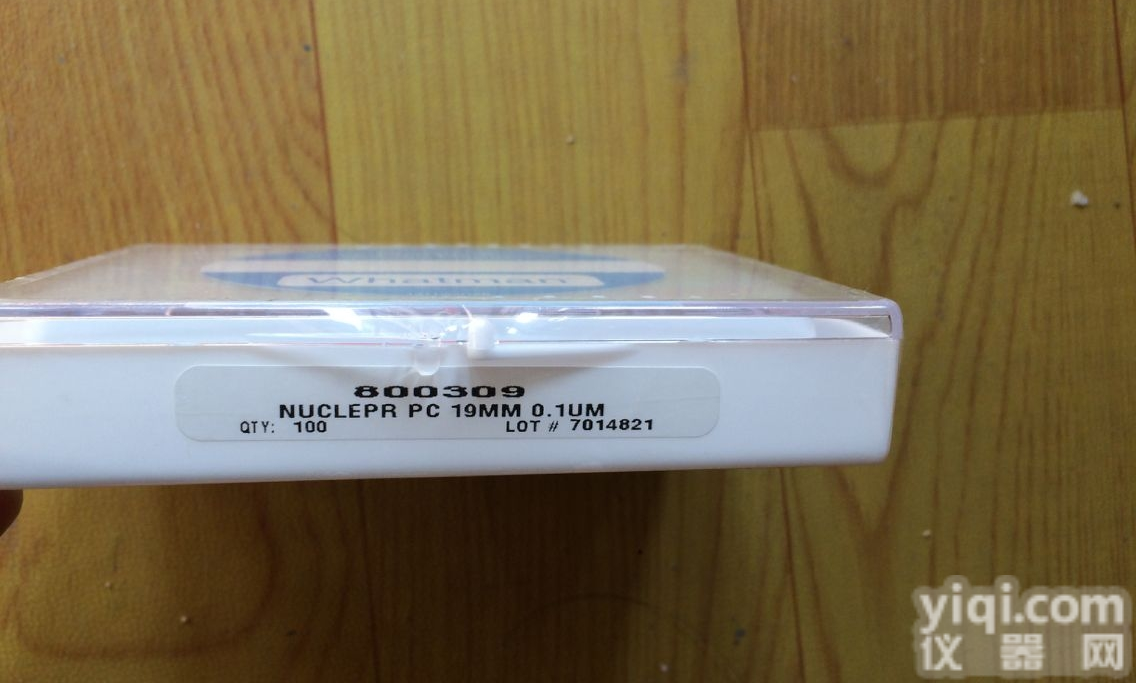 Whatman
800309
NUCLEPR PC 19MM 0.1UM
QTY: 100 LOT # 7014821
yiqi.com
仪器网